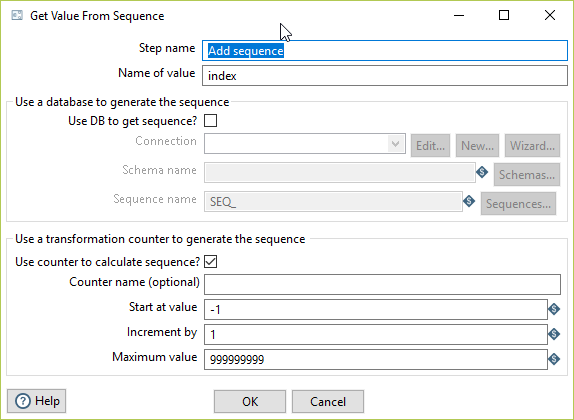 Get Value From Sequence
Step name Add sequence
Name of value index
Use a database to generate the sequence
Use DB to get sequence?
Connection Edit... New... Wizard...
Schema name Schemas...
Sequence name SEQ_ Sequences...
Use a transformation counter to generate the sequence
Use counter to calculate sequence?
Counter name (optional)
Start at value -1
Increment by 1
Maximum value 999999999
Help OK Cancel